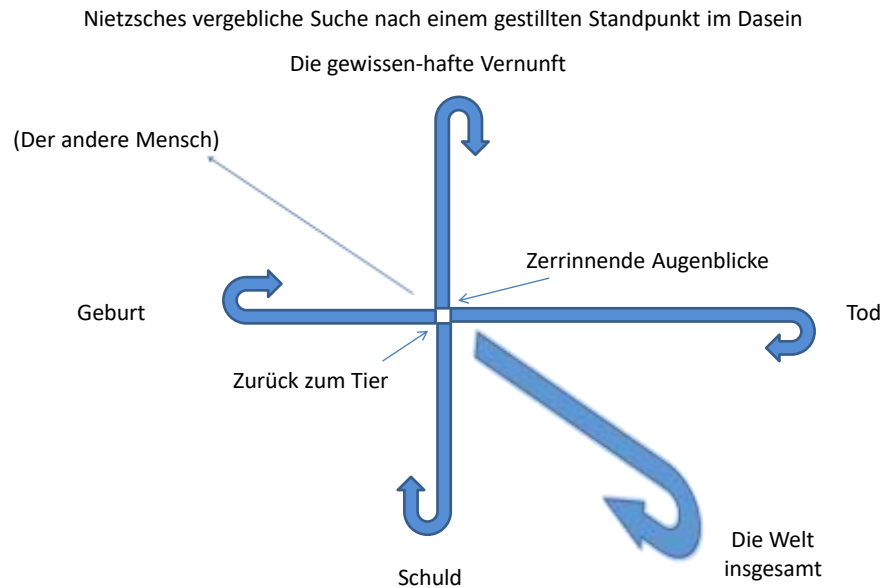 Nietzsches vergebliche Suche nach einem gestillten Standpunkt im Dasein
Die gewissen-hafte Vernunft
(Der andere Mensch)
Zerrinnende Augenblicke
Geburt
Tod
Zurück zum Tier
Die Welt
insgesamt
Schuld